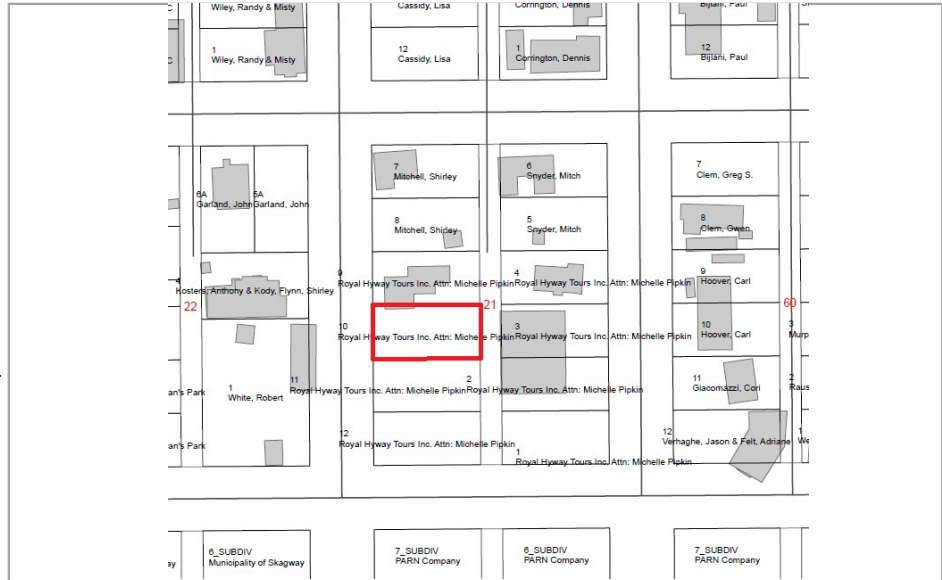 Wiley, Randy & Misty
Cassidy, Lisa
Corrington, Dennis
Bijlani, Paul
1
Wiley, Randy & Misty
12
Cassidy, Lisa
1
Corrington, Dennis
12
Bijlani, Paul
6A
Garland, John
5A
Garland, John
7
Mitchell, Shirley
6
Snyder, Mitch
7
Clem, Greg S.
8
Mitchell, Shirley
5
Snyder, Mitch
8
Clem, Gwen
4
Kosters, Anthony & Kody, Flynn, Shirley
9
Royal Hyway Tours Inc. Attn: Michelle Pipkin
4
Royal Hyway Tours Inc. Attn: Michelle Pipkin
9
Hoover, Carl
22
21
60
10
Royal Hyway Tours Inc. Attn: Michelle Pipkin
3
Royal Hyway Tours Inc. Attn: Michelle Pipkin
10
Hoover, Carl
3
Murp
an's Park
1
White, Robert
11
Royal Hyway Tours Inc. Attn: Michelle Pipkin
2
Royal Hyway Tours Inc. Attn: Michelle Pipkin
11
Giacomazzi, Cori
2
Raus
an's Park
12
Royal Hyway Tours Inc. Attn: Michelle Pipkin
1
Royal Hyway Tours Inc. Attn: Michelle Pipkin
12
Verhaghe, Jason & Felt, Adriane
1
We
ay
6_SUBDIV
Municipality of Skagway
7_SUBDIV
PARN Company
6_SUBDIV
PARN Company
7_SUBDIV
PARN Company